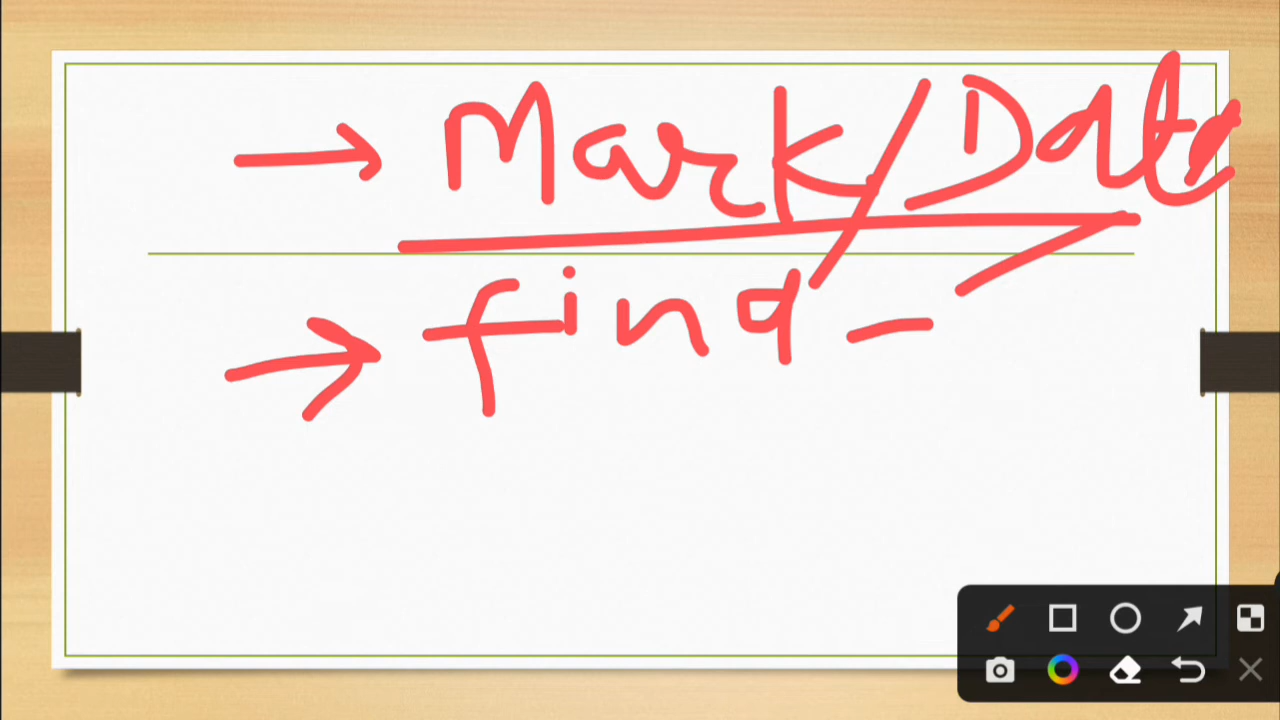 → Mark/Data
→ find -